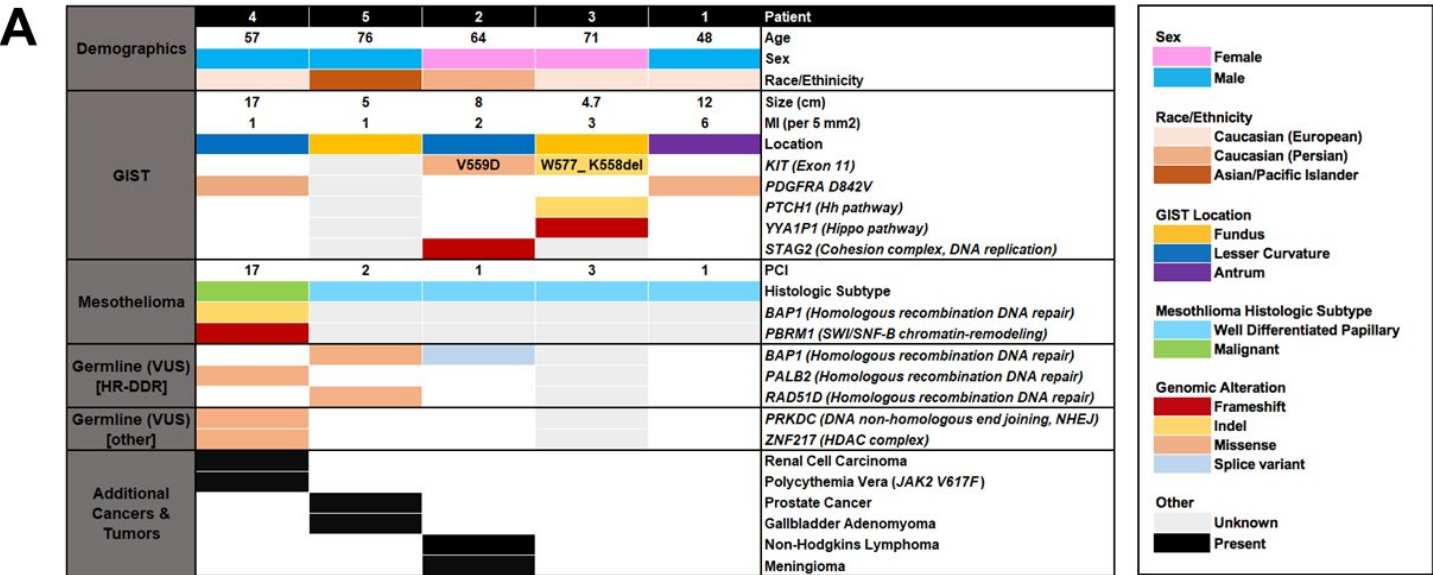 A
Demographics
4 5 2 3 1 Patient
57 76 64 71 48 Age
Sex
Race/Ethinicity
GIST
17 5 8 4.7 12 Size (cm)
1 1 2 3 6 MI (per 5 mm2)
Location
V559D W577_ K558del KIT (Exon 11)
PDGFRA D842V
PTCH1 (Hh pathway)
YYA1P1 (Hippo pathway)
STAG2 (Cohesion complex, DNA replication)
Mesothelioma
17 2 1 3 1 PCI
Histologic Subtype
BAP1 (Homologous recombination DNA repair)
PBRM1 (SWI/SNF-B chromatin-remodeling)
Germline (VUS)
[HR-DDR]
BAP1 (Homologous recombination DNA repair)
PALB2 (Homologous recombination DNA repair)
RAD51D (Homologous recombination DNA repair)
Germline (VUS)
[other]
PRKDC (DNA non-homologous end joining, NHEJ)
ZNF217 (HDAC complex)
Additional
Cancers &
Tumors
Renal Cell Carcinoma
Polycythemia Vera (JAK2 V617F)
Prostate Cancer
Gallbladder Adenomyoma
Non-Hodgkins Lymphoma
Meningioma
Sex
Female
Male
Race/Ethnicity
Caucasian (European)
Caucasian (Persian)
Asian/Pacific Islander
GIST Location
Fundus
Lesser Curvature
Antrum
Mesothlioma Histologic Subtype
Well Differentiated Papillary
Malignant
Genomic Alteration
Frameshift
Indel
Missense
Splice variant
Other
Unknown
Present